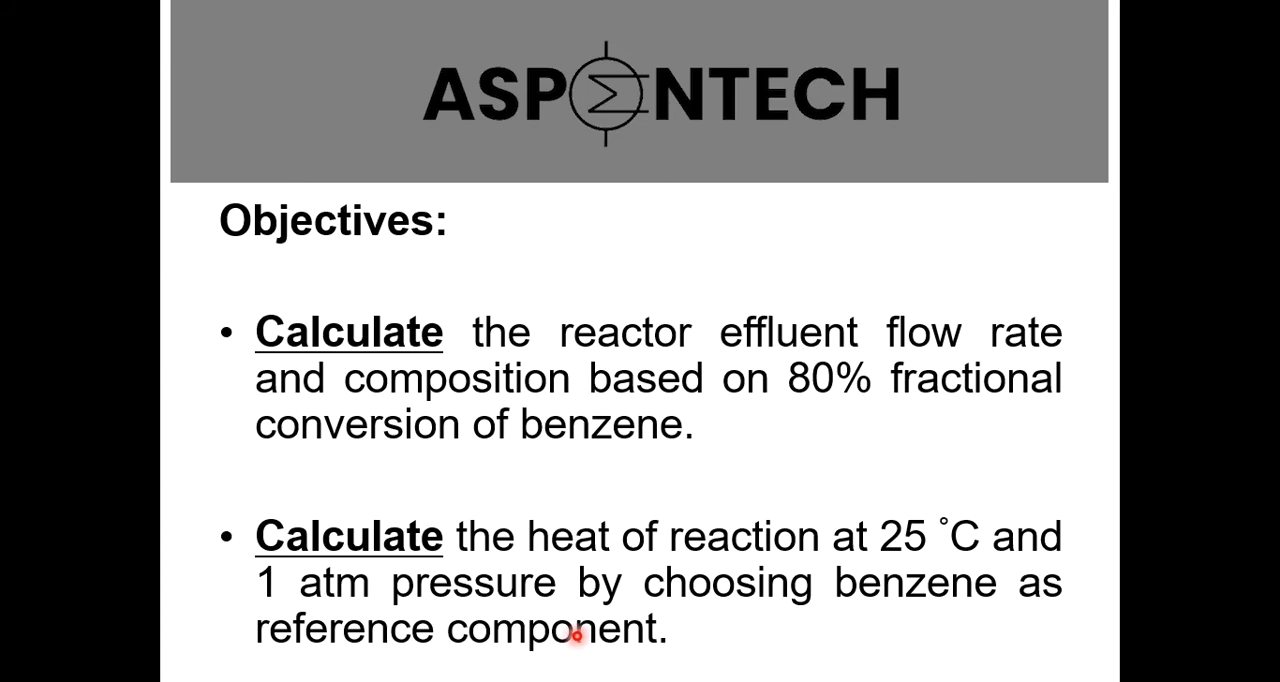 ASPENTECH
Objectives:
• Calculate the reactor effluent flow rate
and composition based on 80% fractional
conversion of benzene.
• Calculate the heat of reaction at 25 °C and
1 atm pressure by choosing benzene as
reference component.